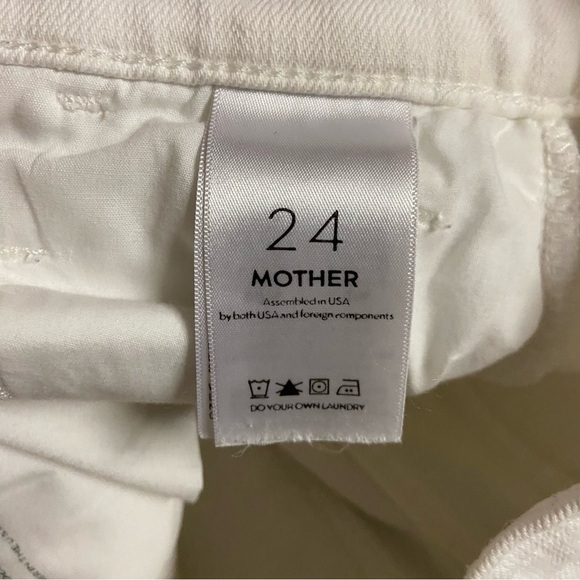 24
MOTHER
Assembled in USA
by both USA and foreign components
DO YOUR OWN LAUNDRY